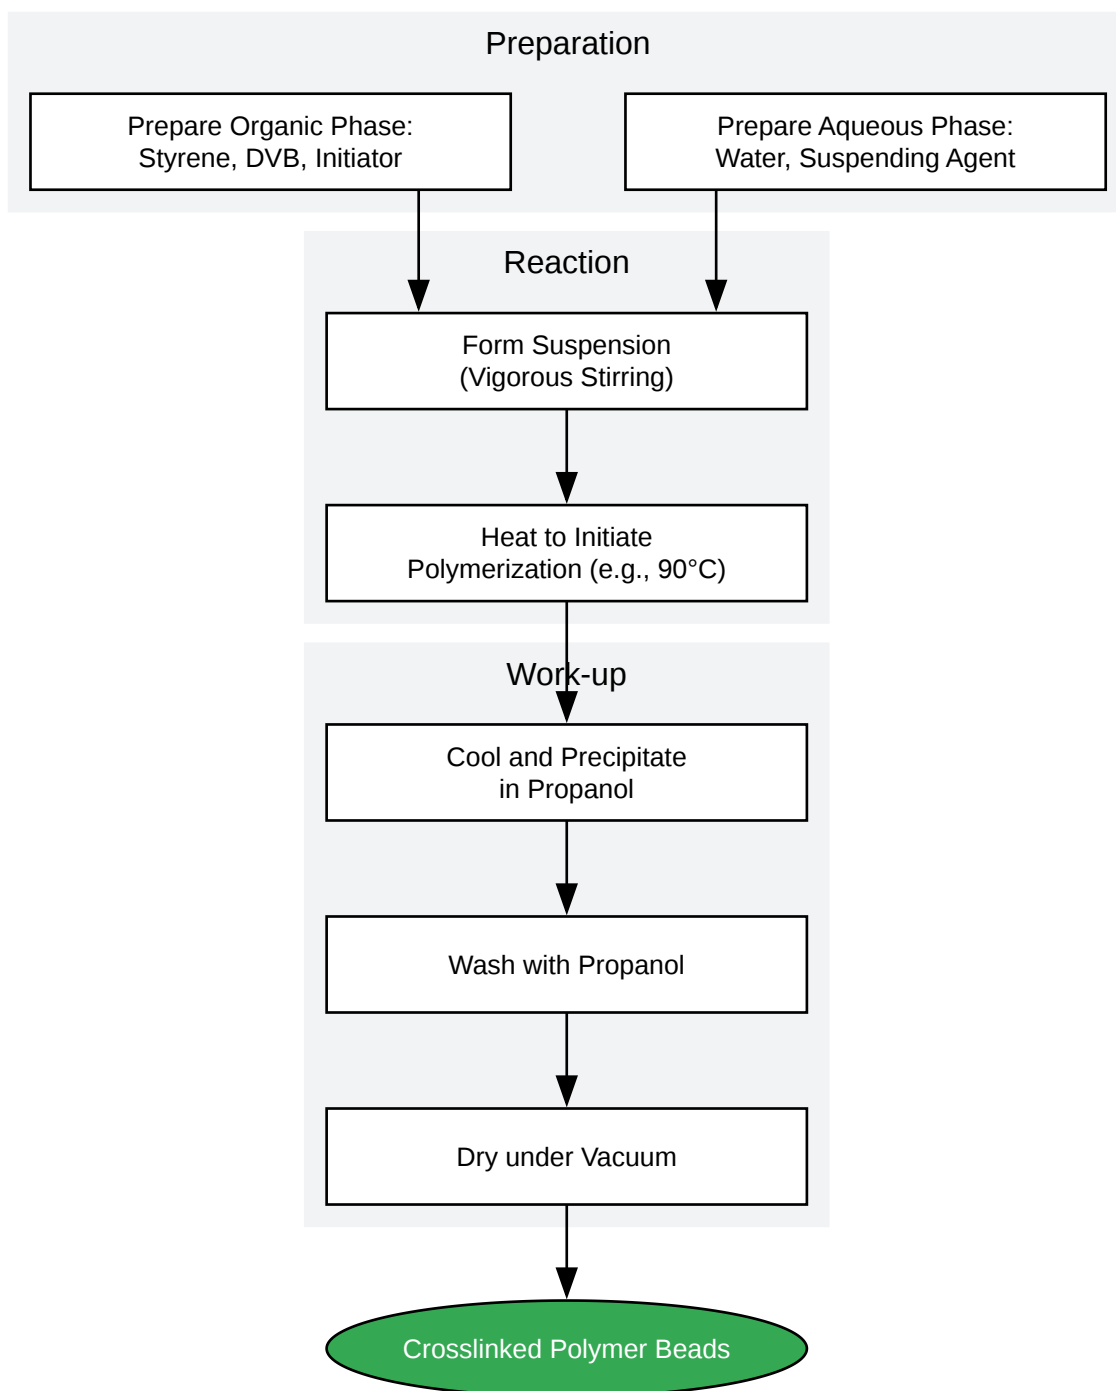 Preparation
Prepare Organic Phase:
Styrene, DVB, Initiator
Prepare Aqueous Phase:
Water, Suspending Agent
Reaction
Form Suspension
(Vigorous Stirring)
Heat to Initiate
Polymerization (e.g., 90°C)
Work-up
Cool and Precipitate
in Propanol
Wash with Propanol
Dry under Vacuum
Crosslinked Polymer Beads